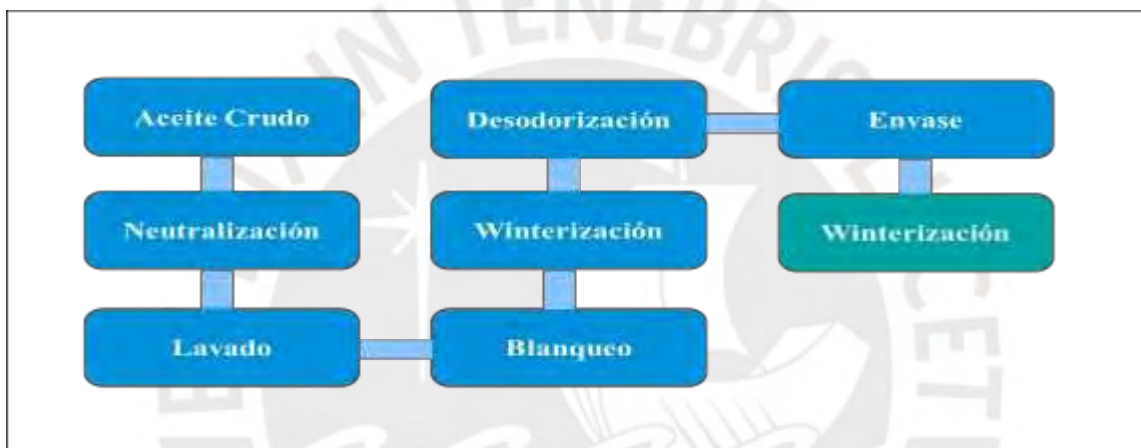 Aceite Crudo
Neutralización
Lavado
Blanqueo
Winterización
Desodorización
Envase
Winterización